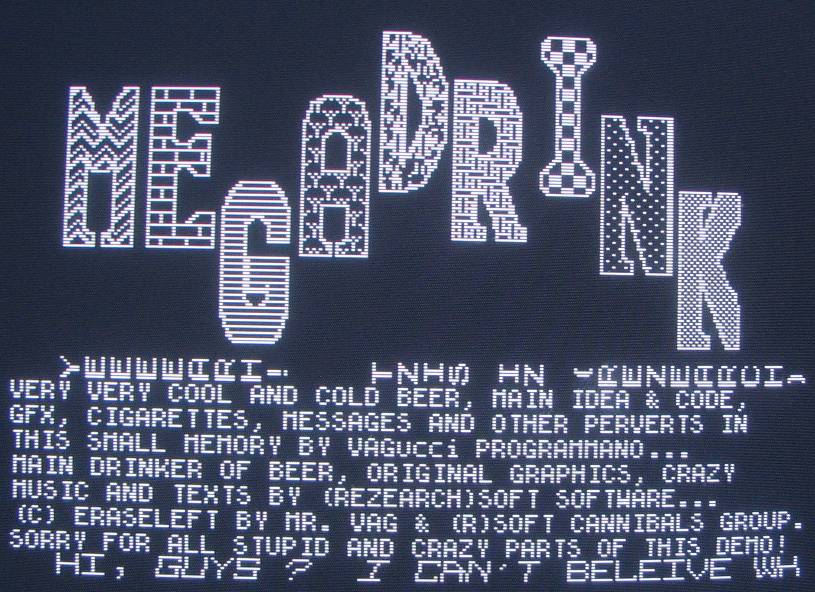 MEGADRINK
VERY VERY COOL AND COLD BEER, MAIN IDEA & CODE,
GFX, CIGARETTES, MESSAGES AND OTHER PERVERTS IN
THIS SMALL MEMORY BY VAGucci PROGRAMMANO...
MAIN DRINKER OF BEER, ORIGINAL GRAPHICS, CRAZY
MUSIC AND TEXTS BY (REZEARCH)SOFT SOFTWARE...
(C) ERASELEFT BY MR. VAG & (R)SOFT CANNIBALS GROUP.
SORRY FOR ALL STUPID AND CRAZY PARTS OF THIS DEMO!
HI, GUYS ? I CAN'T BELEIVE WH